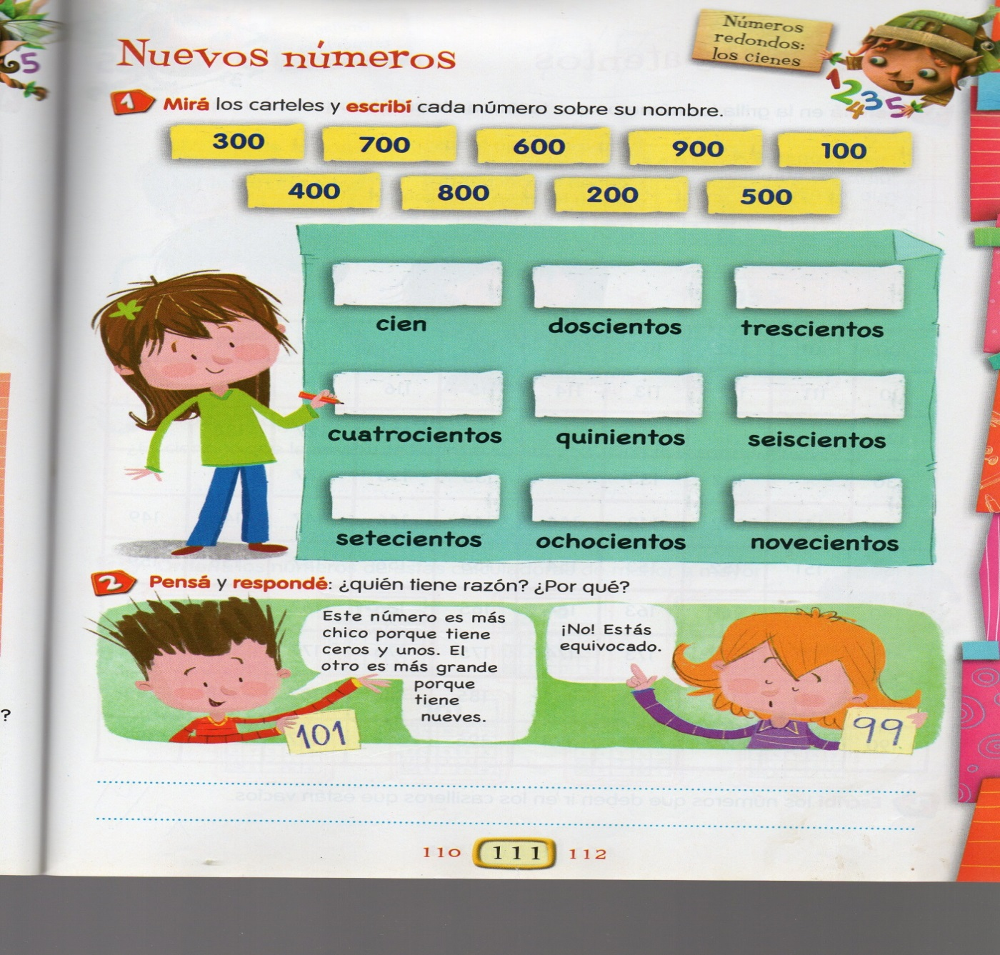 Números
redondos:
los cienes
5
Nuevos números
12345
1 Mirá los carteles y escribí cada número sobre su nombre.
300 700 600 900 100
400 800 200 500
cien doscientos trescientos
cuatrocientos quinientos seiscientos
setecientos ochocientos novecientos
2 Pensá y respondé: ¿quién tiene razón? ¿Por qué?
Este número es más
chico porque tiene
ceros y unos. El
otro es más grande
porque
tiene
nueves.
¡No! Estás
equivocado.
?
101
99
110 111 112